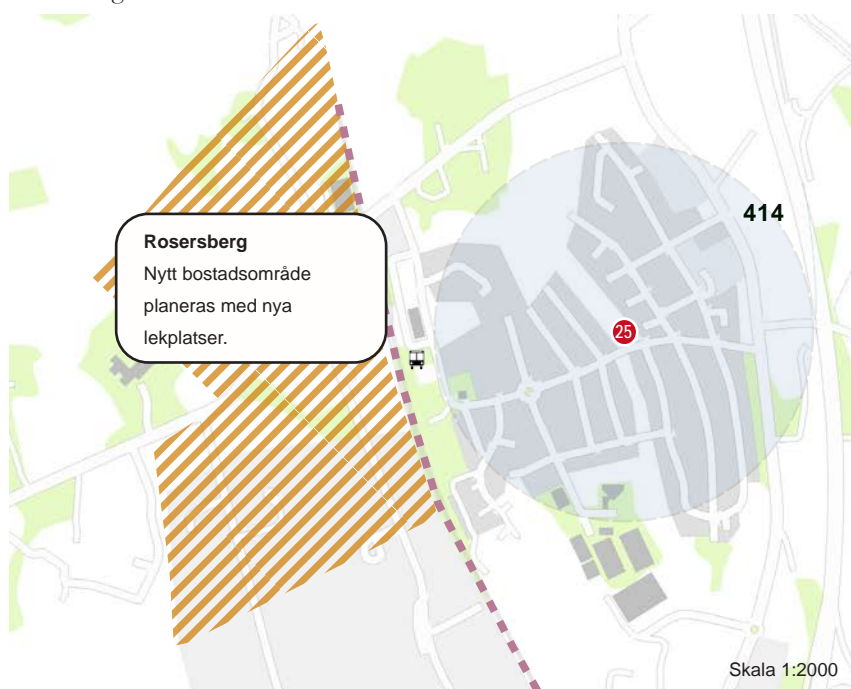 414
Rosersberg
Nytt bostadsområde
planeras med nya
lekplatser.
25
Skala 1:2000